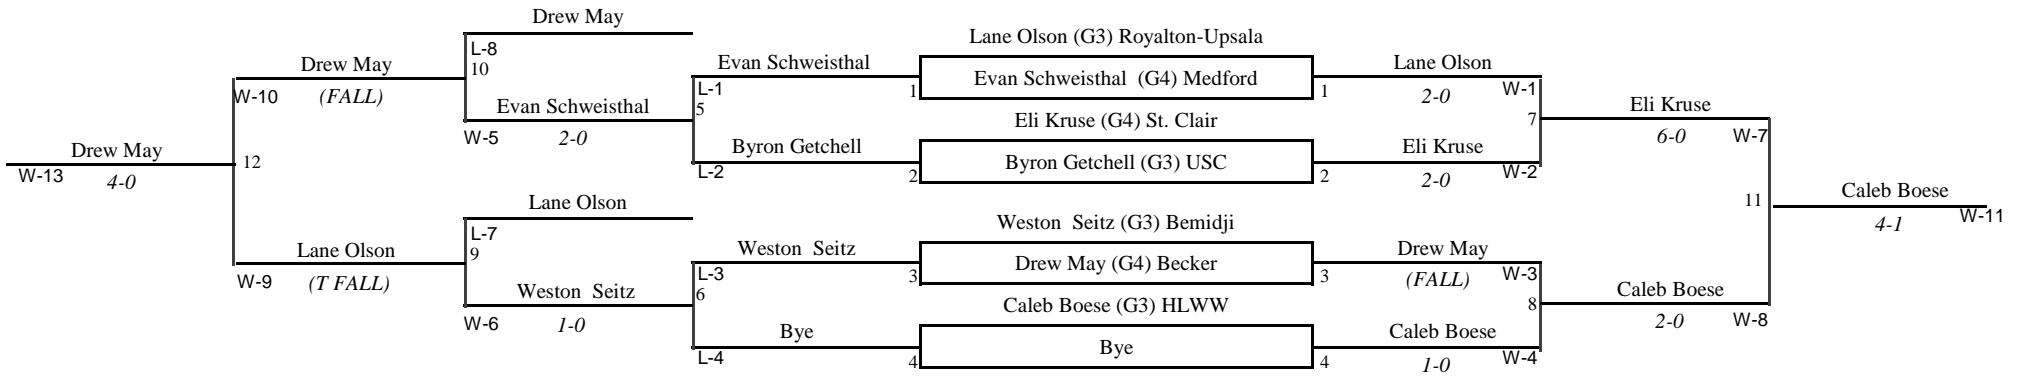 Drew May
L-8
10
Lane Olson (G3) Royalton-Upsala
Drew May
Evan Schweisthal
Evan Schweisthal  (G4) Medford
Lane Olson
W-10
(FALL)
Evan Schweisthal
L-1
1
1
2-0
W-1
Eli Kruse
W-5
2-0
5
Eli Kruse (G4) St. Clair
7
6-0
W-7
Drew May
12
Byron Getchell
Byron Getchell (G3) USC
Eli Kruse
W-13
4-0
L-2
2
2
2-0
W-2
Lane Olson
11
Caleb Boese
L-7
Weston  Seitz (G3) Bemidji
4-1
W-11
Lane Olson
9
Weston  Seitz
Drew May (G4) Becker
Drew May
W-9
(T FALL)
Weston  Seitz
L-3
3
3
(FALL)
W-3
W-6
1-0
6
Caleb Boese (G3) HLWW
8
Caleb Boese
2-0
W-8
Bye
Bye
Caleb Boese
L-4
4
4
1-0
W-4